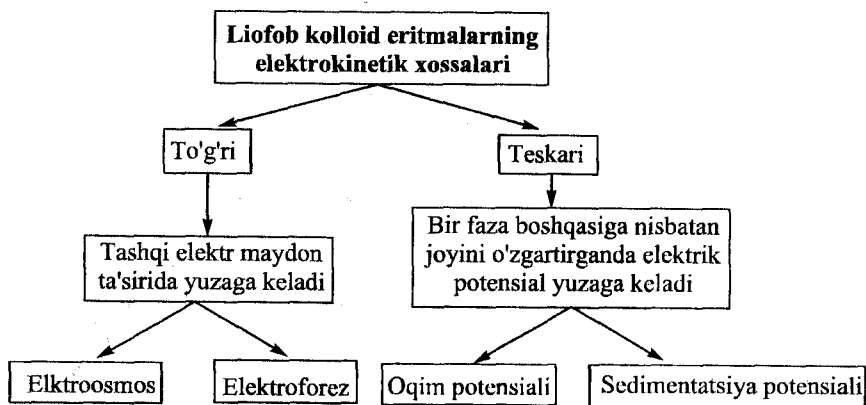 Liofob kolloid eritmalarning
elektrokinetik xossalari
To'g'ri
Teskari
Tashqi elektr maydon
ta'sirida yuzaga keladi
Bir faza boshqasiga nisbatan
joyini o'zgartirganda elektrik
potensial yuzaga keladi
Elktroosmos
Elektroforez
Oqim potensiali
Sedimentatsiya potensiali